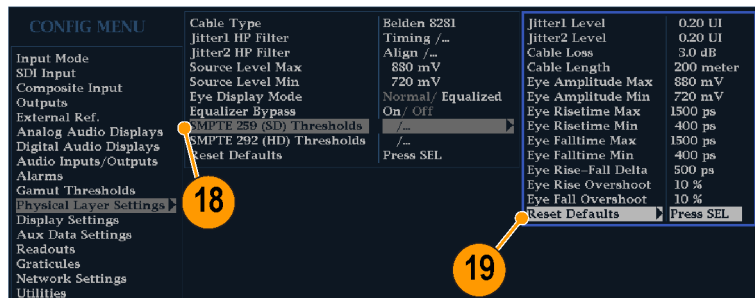 CONFIG MENU
Input Mode
SDI Input
Composite Input
Outputs
External Ref.
Analog Audio Displays
Digital Audio Displays
Audio Inputs/Outputs
Alarms
Gamut Thresholds
Physical Layer Settings
Display Settings
Aux Data Settings
Readouts
Graticules
Network Settings
Utilities
Cable Type Belden 8281
Jitter1 HP Filter Timing /...
Jitter2 HP Filter Align /...
Source Level Max 880 mV
Source Level Min 720 mV
Eye Display Mode Normal/ Equalized
Equalizer Bypass On/ Off
SMPTE 259 (SD) Thresholds /...
SMPTE 292 (HD) Thresholds /...
Reset Defaults Press SEL
Jitter1 Level 0.20 UI
Jitter2 Level 0.20 UI
Cable Loss 3.0 dB
Cable Length 200 meter
Eye Amplitude Max 880 mV
Eye Amplitude Min 720 mV
Eye Risetime Max 1500 ps
Eye Risetime Min 400 ps
Eye Falltime Max 1500 ps
Eye Falltime Min 400 ps
Eye Rise-Fall Delta 500 ps
Eye Rise Overshoot 10 %
Eye Fall Overshoot 10 %
Reset Defaults Press SEL
18
19